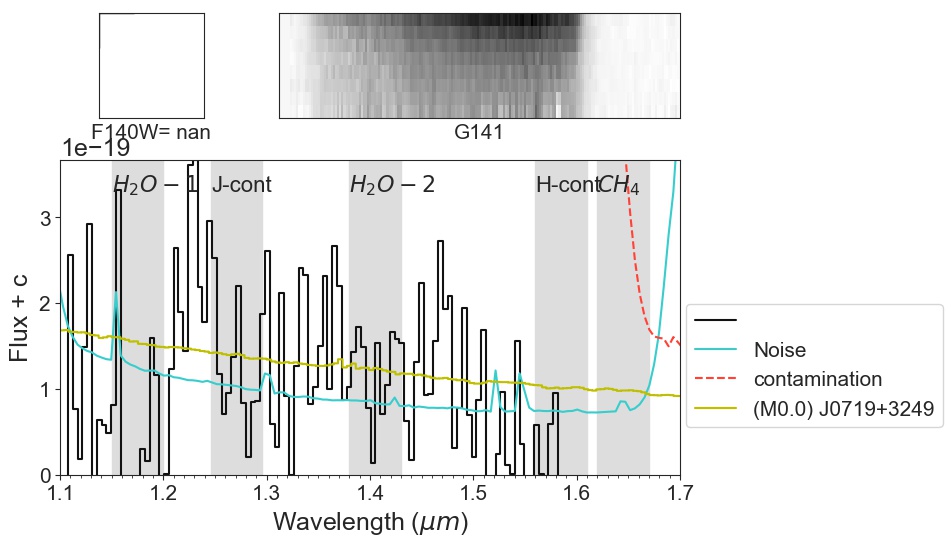 F140W= nan
G141
1e−19
H₂O − 1
J-cont
H₂O − 2
H-cont
CH₄
3
2
1
0
Flux + c
1.1
1.2
1.3
1.4
1.5
1.6
1.7
Wavelength (μm)
Noise
contamination
(M0.0) J0719+3249